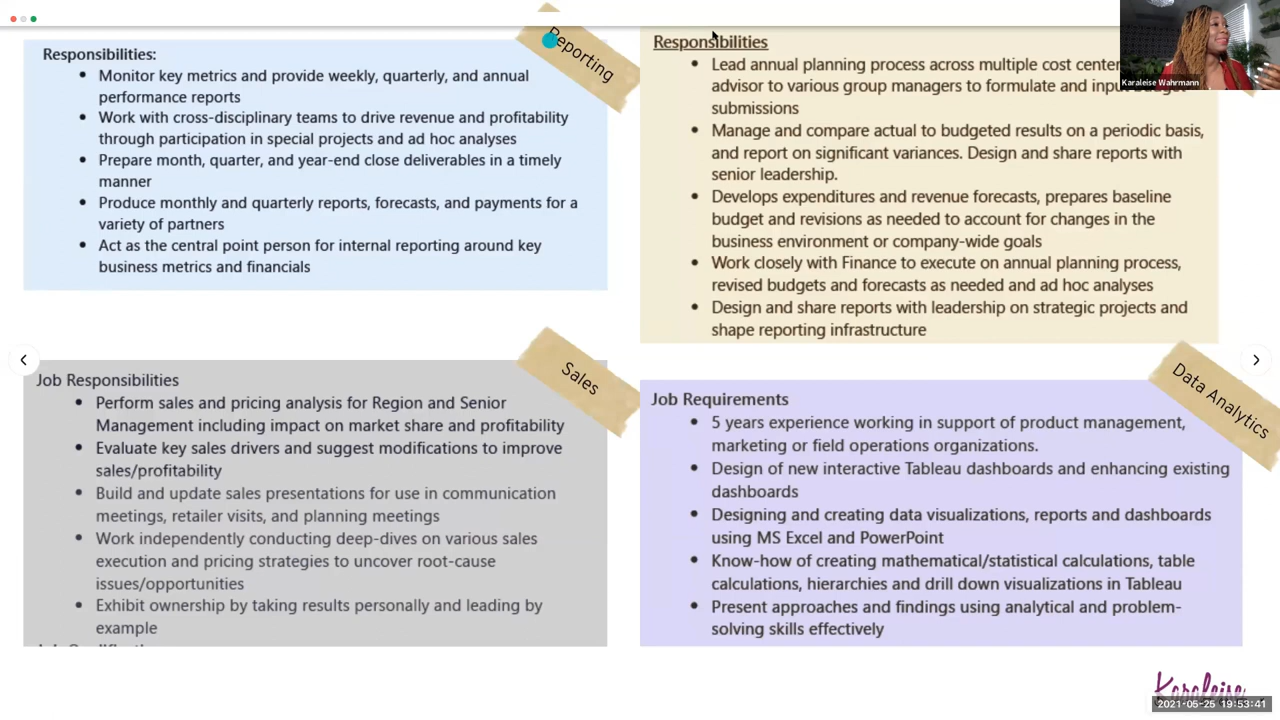 Responsibilities:
Monitor key metrics and provide weekly, quarterly, and annual
performance reports
Work with cross-disciplinary teams to drive revenue and profitability
through participation in special projects and ad hoc analyses
Prepare month, quarter, and year-end close deliverables in a timely
manner
Produce monthly and quarterly reports, forecasts, and payments for a
variety of partners
Act as the central point person for internal reporting around key
business metrics and financials
Reporting
Responsibilities
Lead annual planning process across multiple cost center
advisor to various group managers to formulate and input budget
submissions
Manage and compare actual to budgeted results on a periodic basis,
and report on significant variances. Design and share reports with
senior leadership.
Develops expenditures and revenue forecasts, prepares baseline
budget and revisions as needed to account for changes in the
business environment or company-wide goals
Work closely with Finance to execute on annual planning process,
revised budgets and forecasts as needed and ad hoc analyses
Design and share reports with leadership on strategic projects and
shape reporting infrastructure
Karaleise Wahrmann
Job Responsibilities
Perform sales and pricing analysis for Region and Senior
Management including impact on market share and profitability
Evaluate key sales drivers and suggest modifications to improve
sales/profitability
Build and update sales presentations for use in communication
meetings, retailer visits, and planning meetings
Work independently conducting deep-dives on various sales
execution and pricing strategies to uncover root-cause
issues/opportunities
Exhibit ownership by taking results personally and leading by
example
Sales
Job Requirements
5 years experience working in support of product management,
marketing or field operations organizations.
Design of new interactive Tableau dashboards and enhancing existing
dashboards
Designing and creating data visualizations, reports and dashboards
using MS Excel and PowerPoint
Know-how of creating mathematical/statistical calculations, table
calculations, hierarchies and drill down visualizations in Tableau
Present approaches and findings using analytical and problem-
solving skills effectively
Data Analytics
Karaleise
2021-05-25 19:53:41